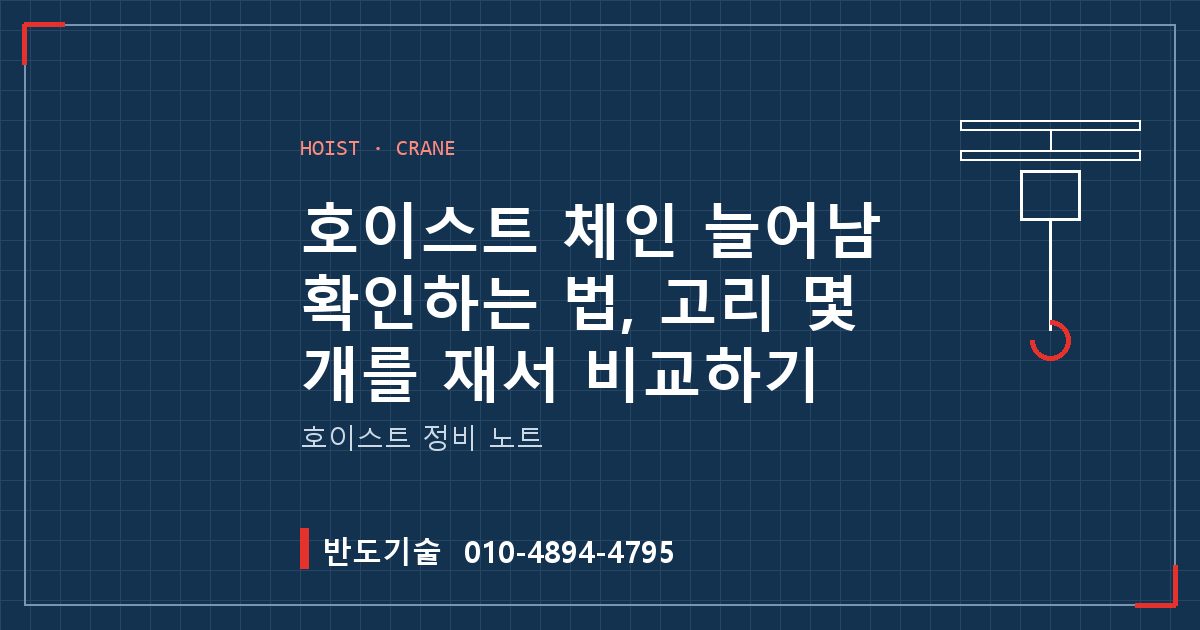 HOIST · CRANE
호이스트 체인 늘어남
확인하는 법, 고리 몇
개를 재서 비교하기
호이스트 정비 노트
반도기술 010-4894-4795